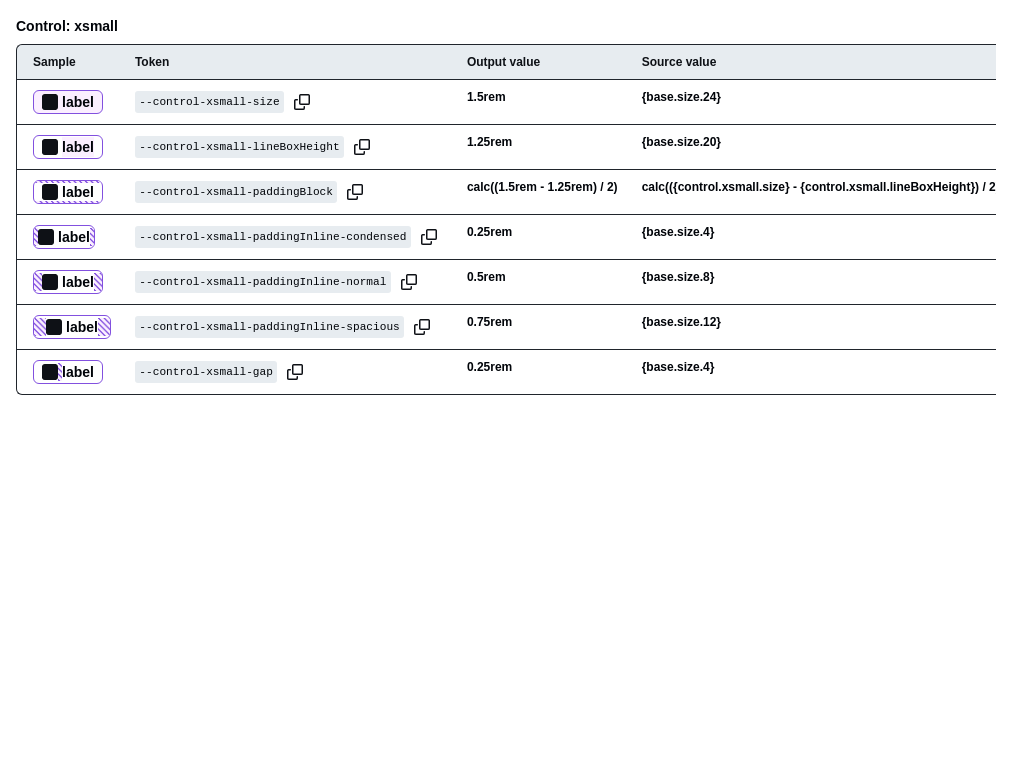 Control: xsmall
Sample Token Output value Source value
label --control-xsmall-size 1.5rem {base.size.24}
label --control-xsmall-lineBoxHeight 1.25rem {base.size.20}
label --control-xsmall-paddingBlock calc((1.5rem - 1.25rem) / 2) calc(({control.xsmall.size} - {control.xsmall.lineBoxHeight}) / 2
label --control-xsmall-paddingInline-condensed 0.25rem {base.size.4}
label --control-xsmall-paddingInline-normal 0.5rem {base.size.8}
label --control-xsmall-paddingInline-spacious 0.75rem {base.size.12}
label --control-xsmall-gap 0.25rem {base.size.4}